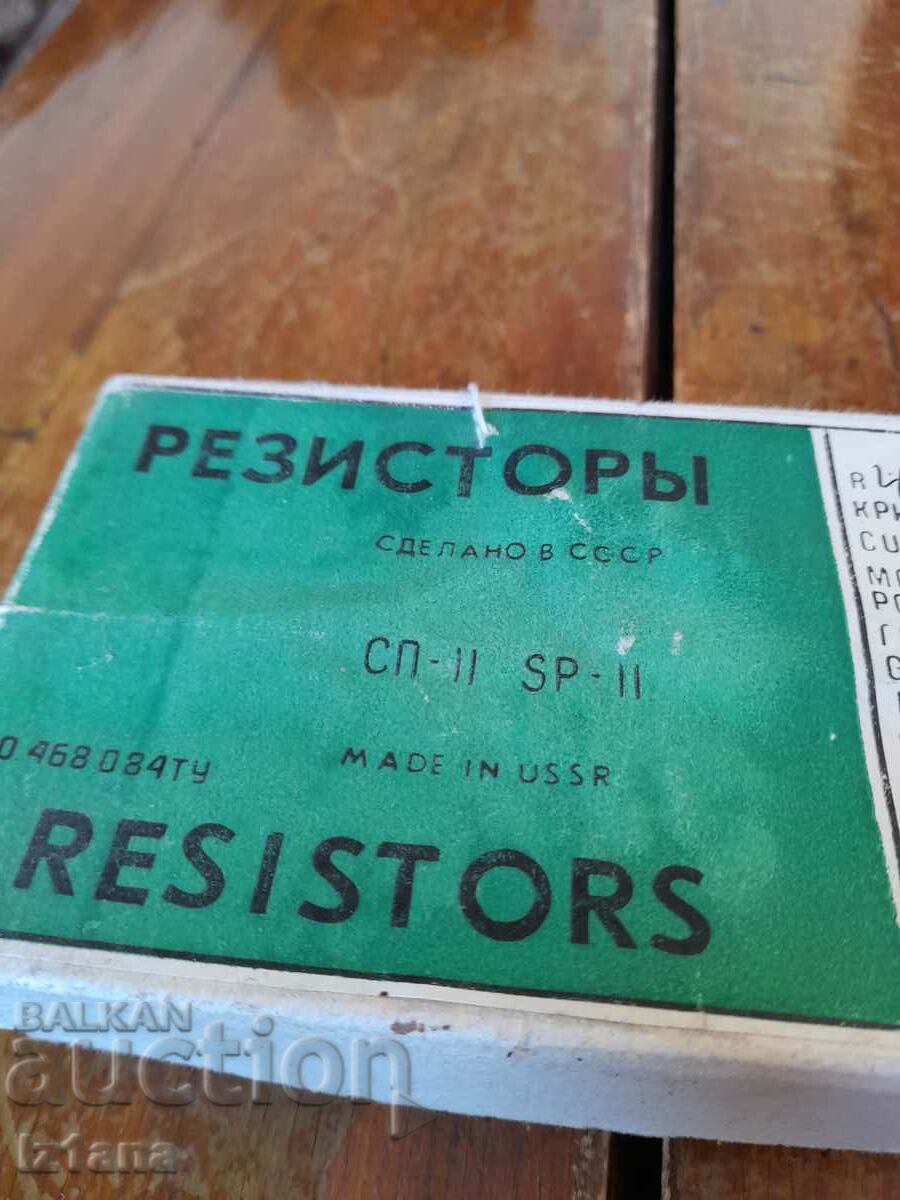 РЕЗИСТОРЫ
СДЕЛАНО В СССР
СП-II SP-II
0.468 084ТУ
MADE IN USSR
RESISTORS
R
BALKAN
auction
iz1ana